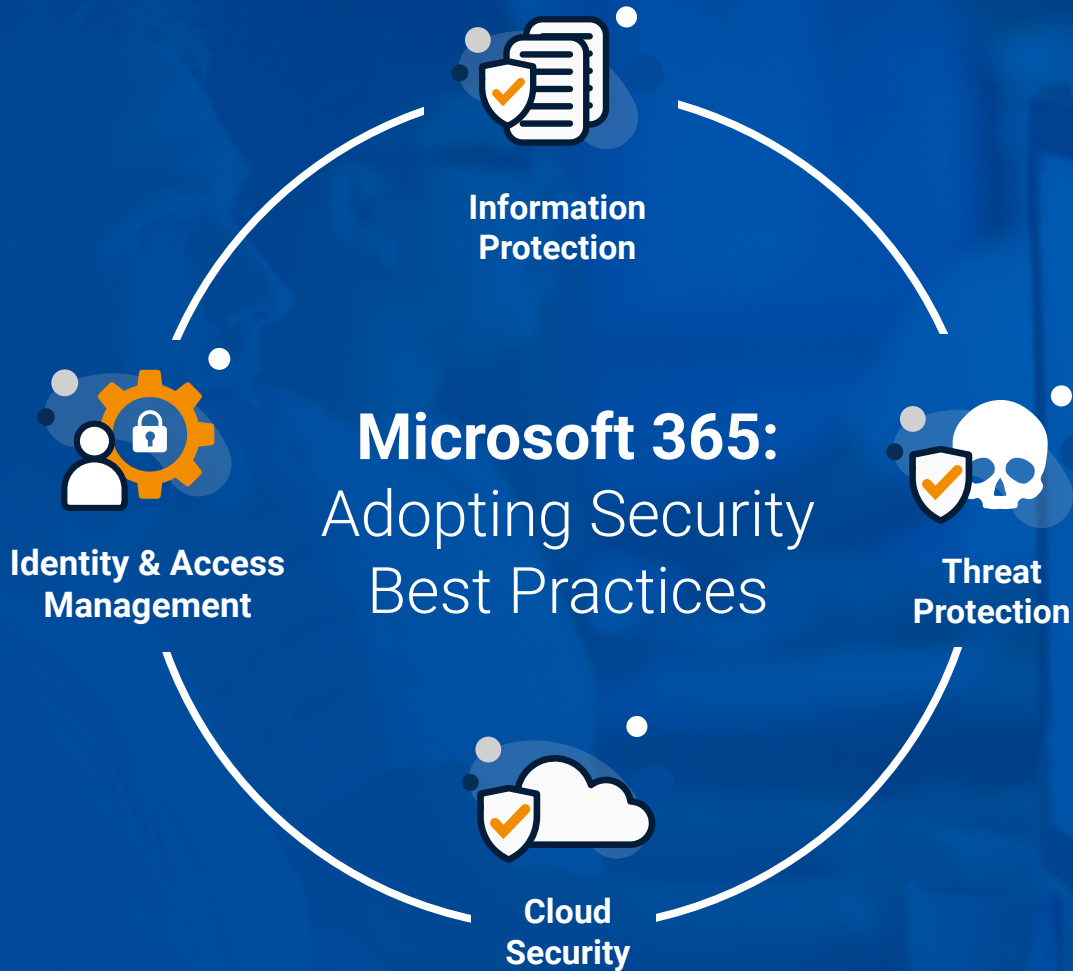 Information
Protection
Microsoft 365:
Adopting Security
Best Practices
Identity & Access
Management
Threat
Protection
Cloud
Security